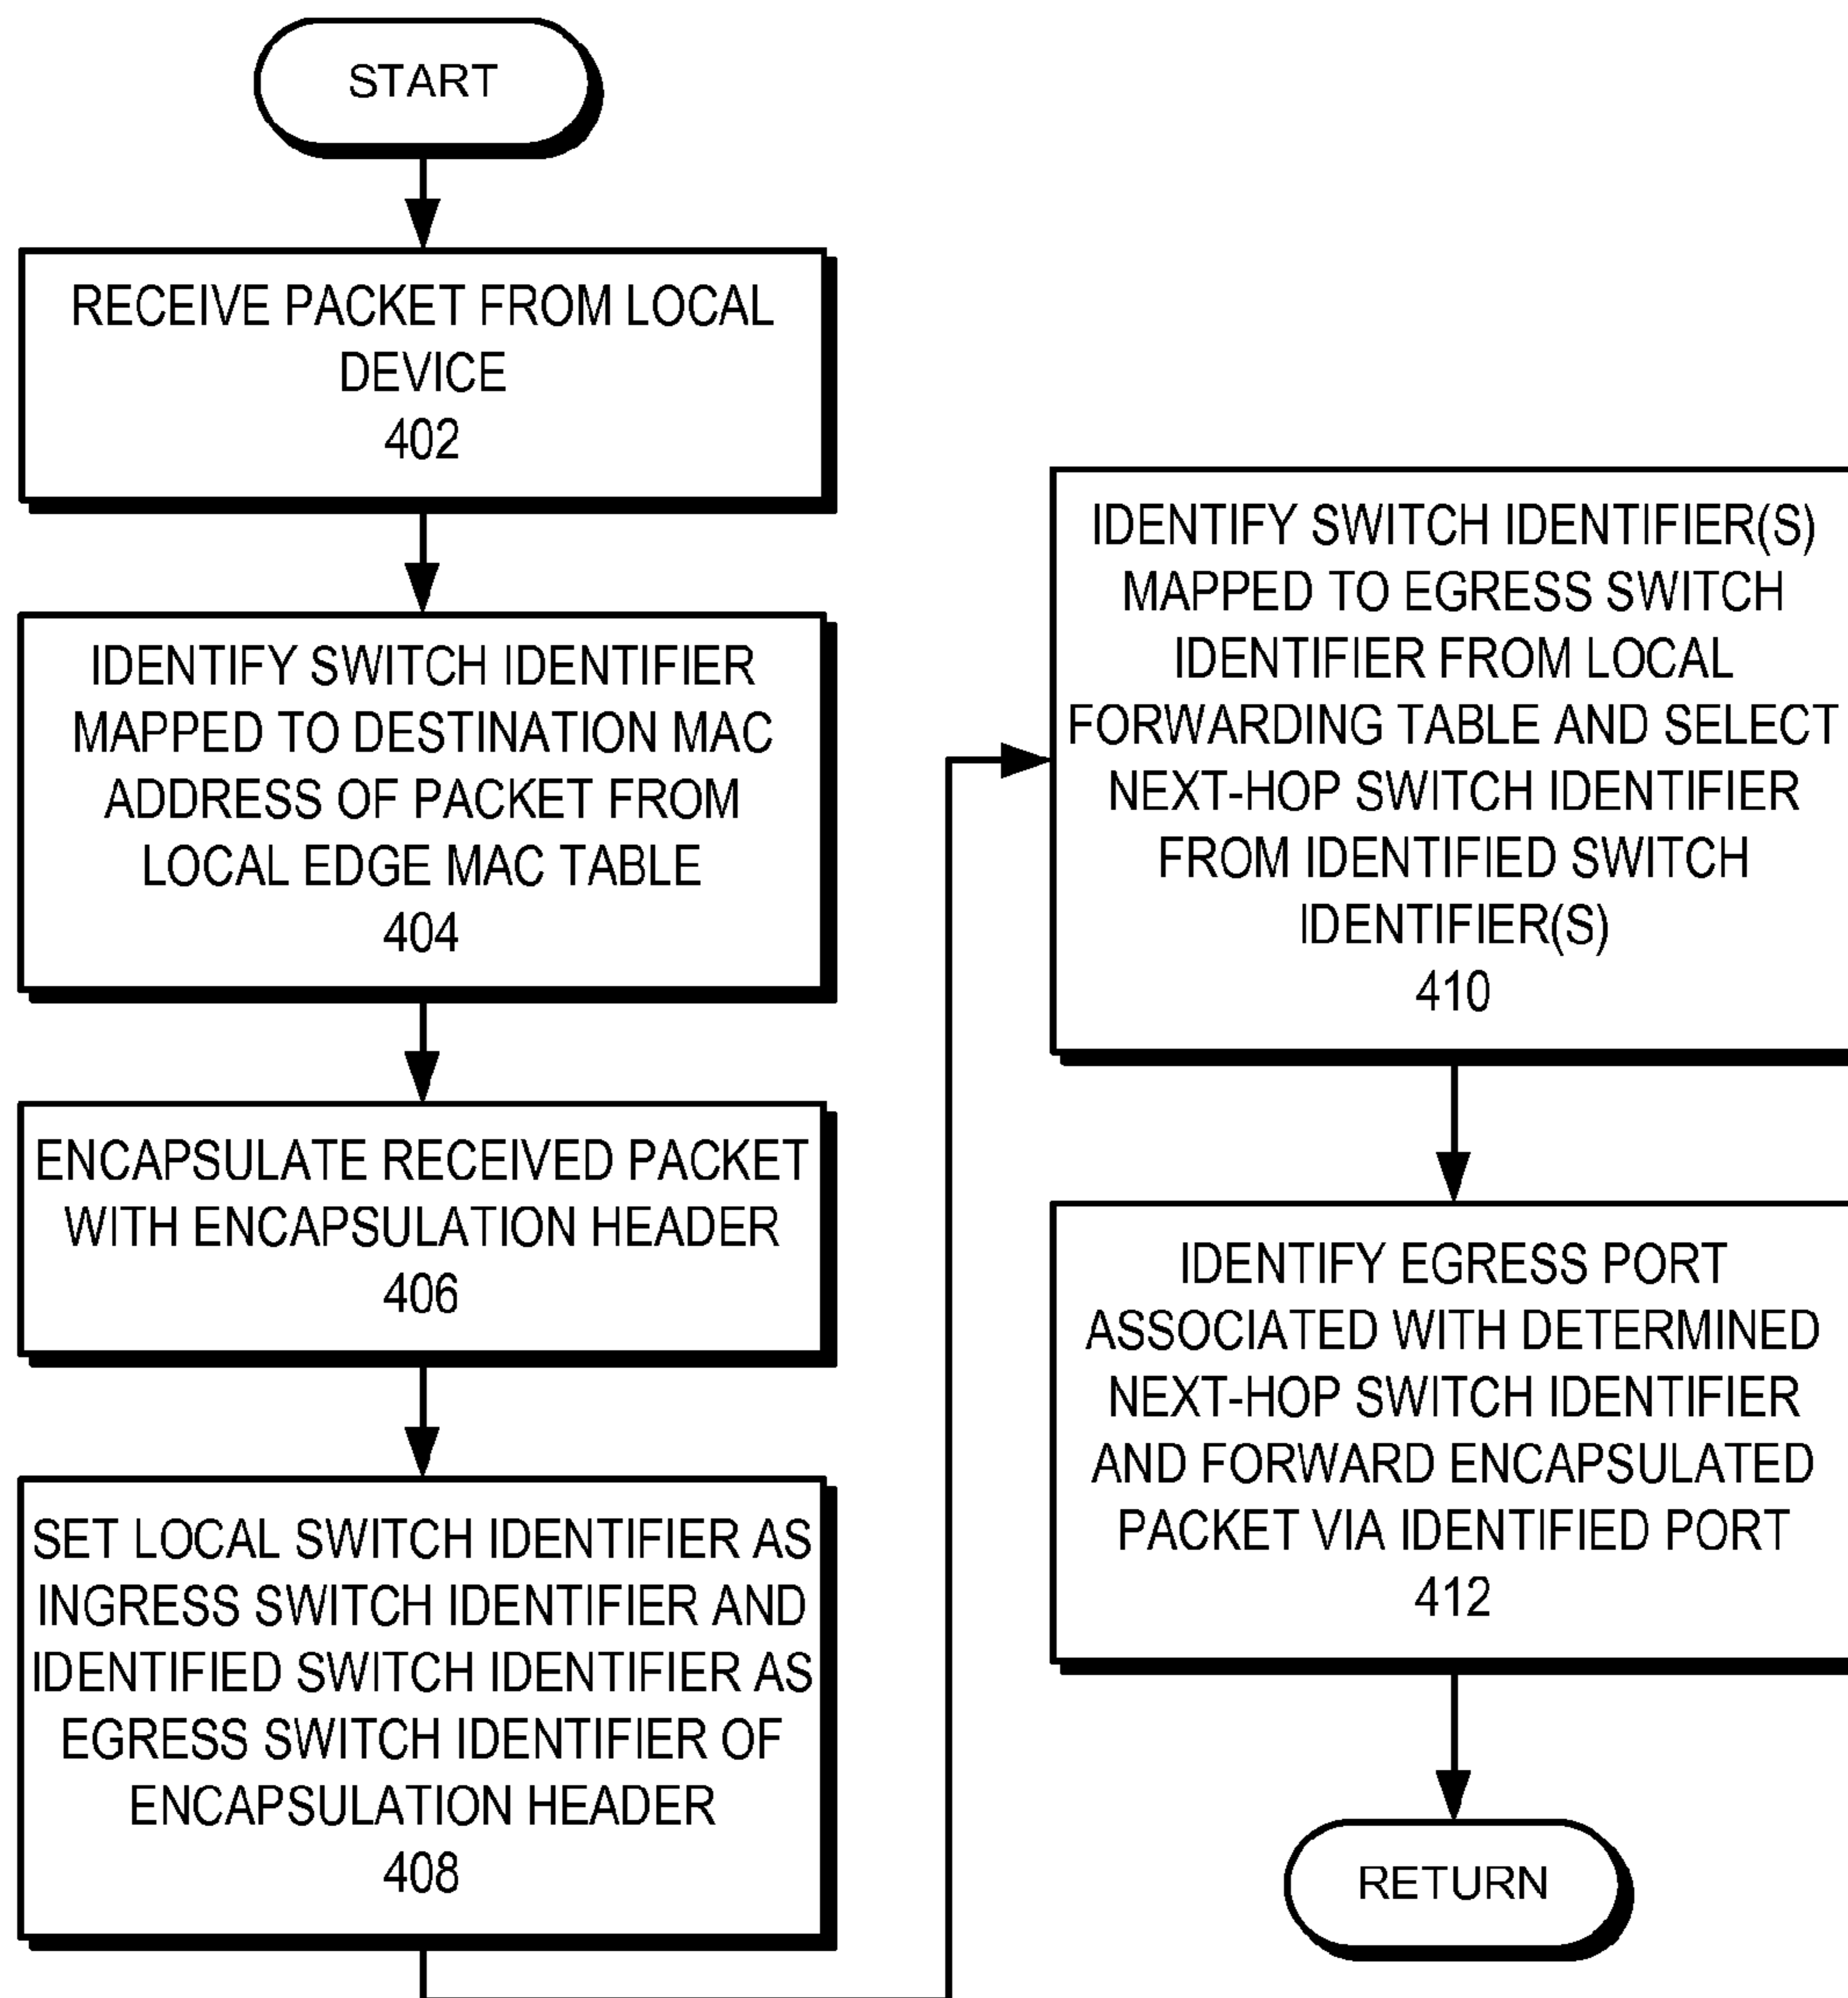 START
RECEIVE PACKET FROM LOCAL
DEVICE
402
IDENTIFY SWITCH IDENTIFIER
MAPPED TO DESTINATION MAC
ADDRESS OF PACKET FROM
LOCAL EDGE MAC TABLE
404
ENCAPSULATE RECEIVED PACKET
WITH ENCAPSULATION HEADER
406
SET LOCAL SWITCH IDENTIFIER AS
INGRESS SWITCH IDENTIFIER AND
IDENTIFIED SWITCH IDENTIFIER AS
EGRESS SWITCH IDENTIFIER OF
ENCAPSULATION HEADER
408
IDENTIFY SWITCH IDENTIFIER(S)
MAPPED TO EGRESS SWITCH
IDENTIFIER FROM LOCAL
FORWARDING TABLE AND SELECT
NEXT-HOP SWITCH IDENTIFIER
FROM IDENTIFIED SWITCH
IDENTIFIER(S)
410
IDENTIFY EGRESS PORT
ASSOCIATED WITH DETERMINED
NEXT-HOP SWITCH IDENTIFIER
AND FORWARD ENCAPSULATED
PACKET VIA IDENTIFIED PORT
412
RETURN